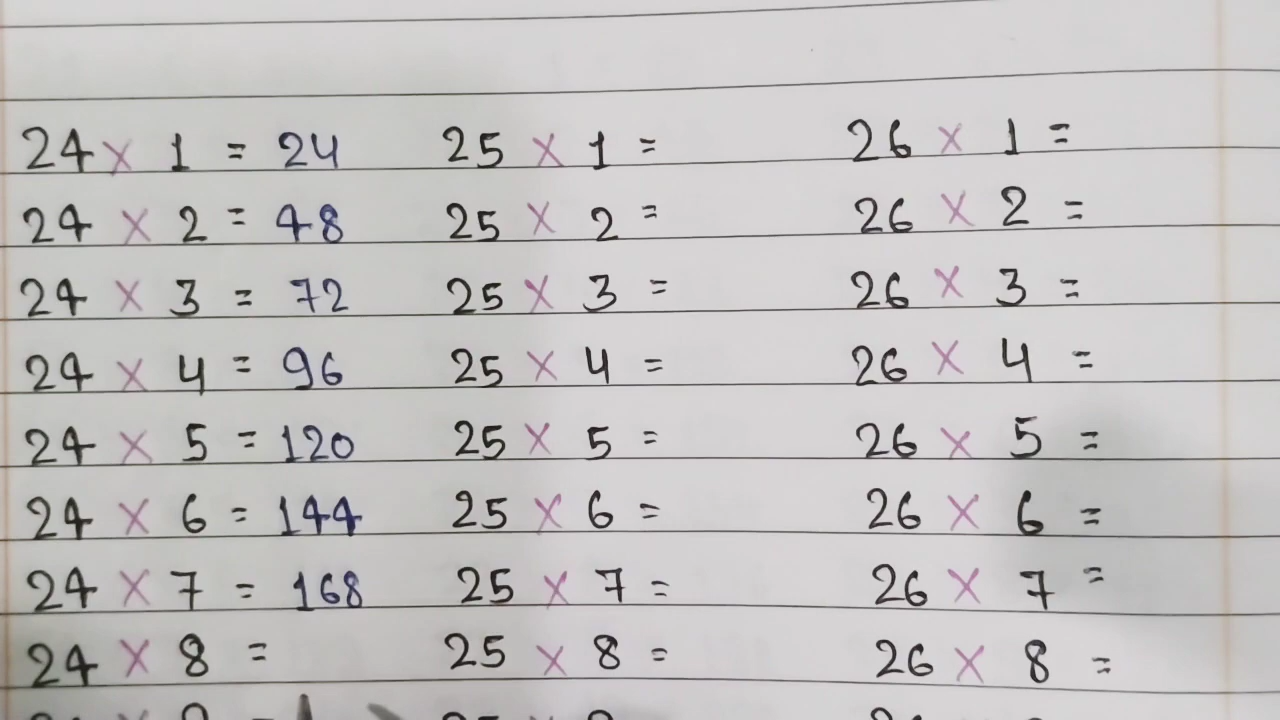 24 × 1 = 24 25 × 1 = 26 × 1 =
24 × 2 = 48 25 × 2 = 26 × 2 =
24 × 3 = 72 25 × 3 = 26 × 3 =
24 × 4 = 96 25 × 4 = 26 × 4 =
24 × 5 = 120 25 × 5 = 26 × 5 =
24 × 6 = 144 25 × 6 = 26 × 6 =
24 × 7 = 168 25 × 7 = 26 × 7 =
24 × 8 = 25 × 8 = 26 × 8 =